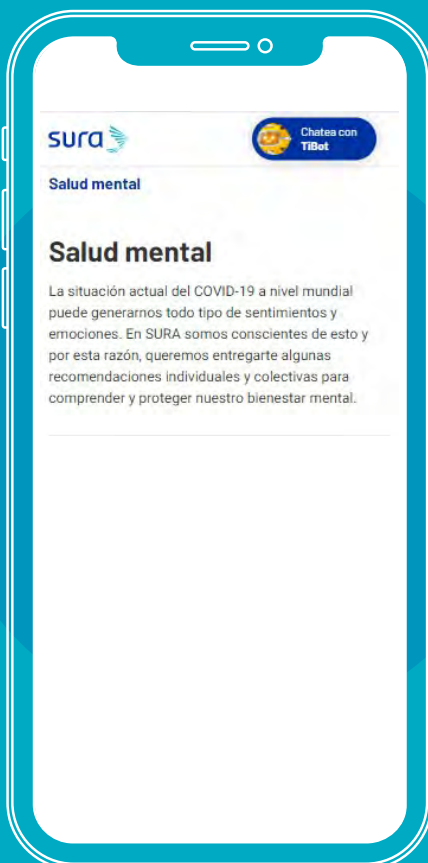 sura
Chatea con
TiBot
Salud mental
Salud mental
La situación actual del COVID-19 a nivel mundial
puede generarnos todo tipo de sentimientos y
emociones. En SURA somos conscientes de esto y
por esta razón, queremos entregarte algunas
recomendaciones individuales y colectivas para
comprender y proteger nuestro bienestar mental.